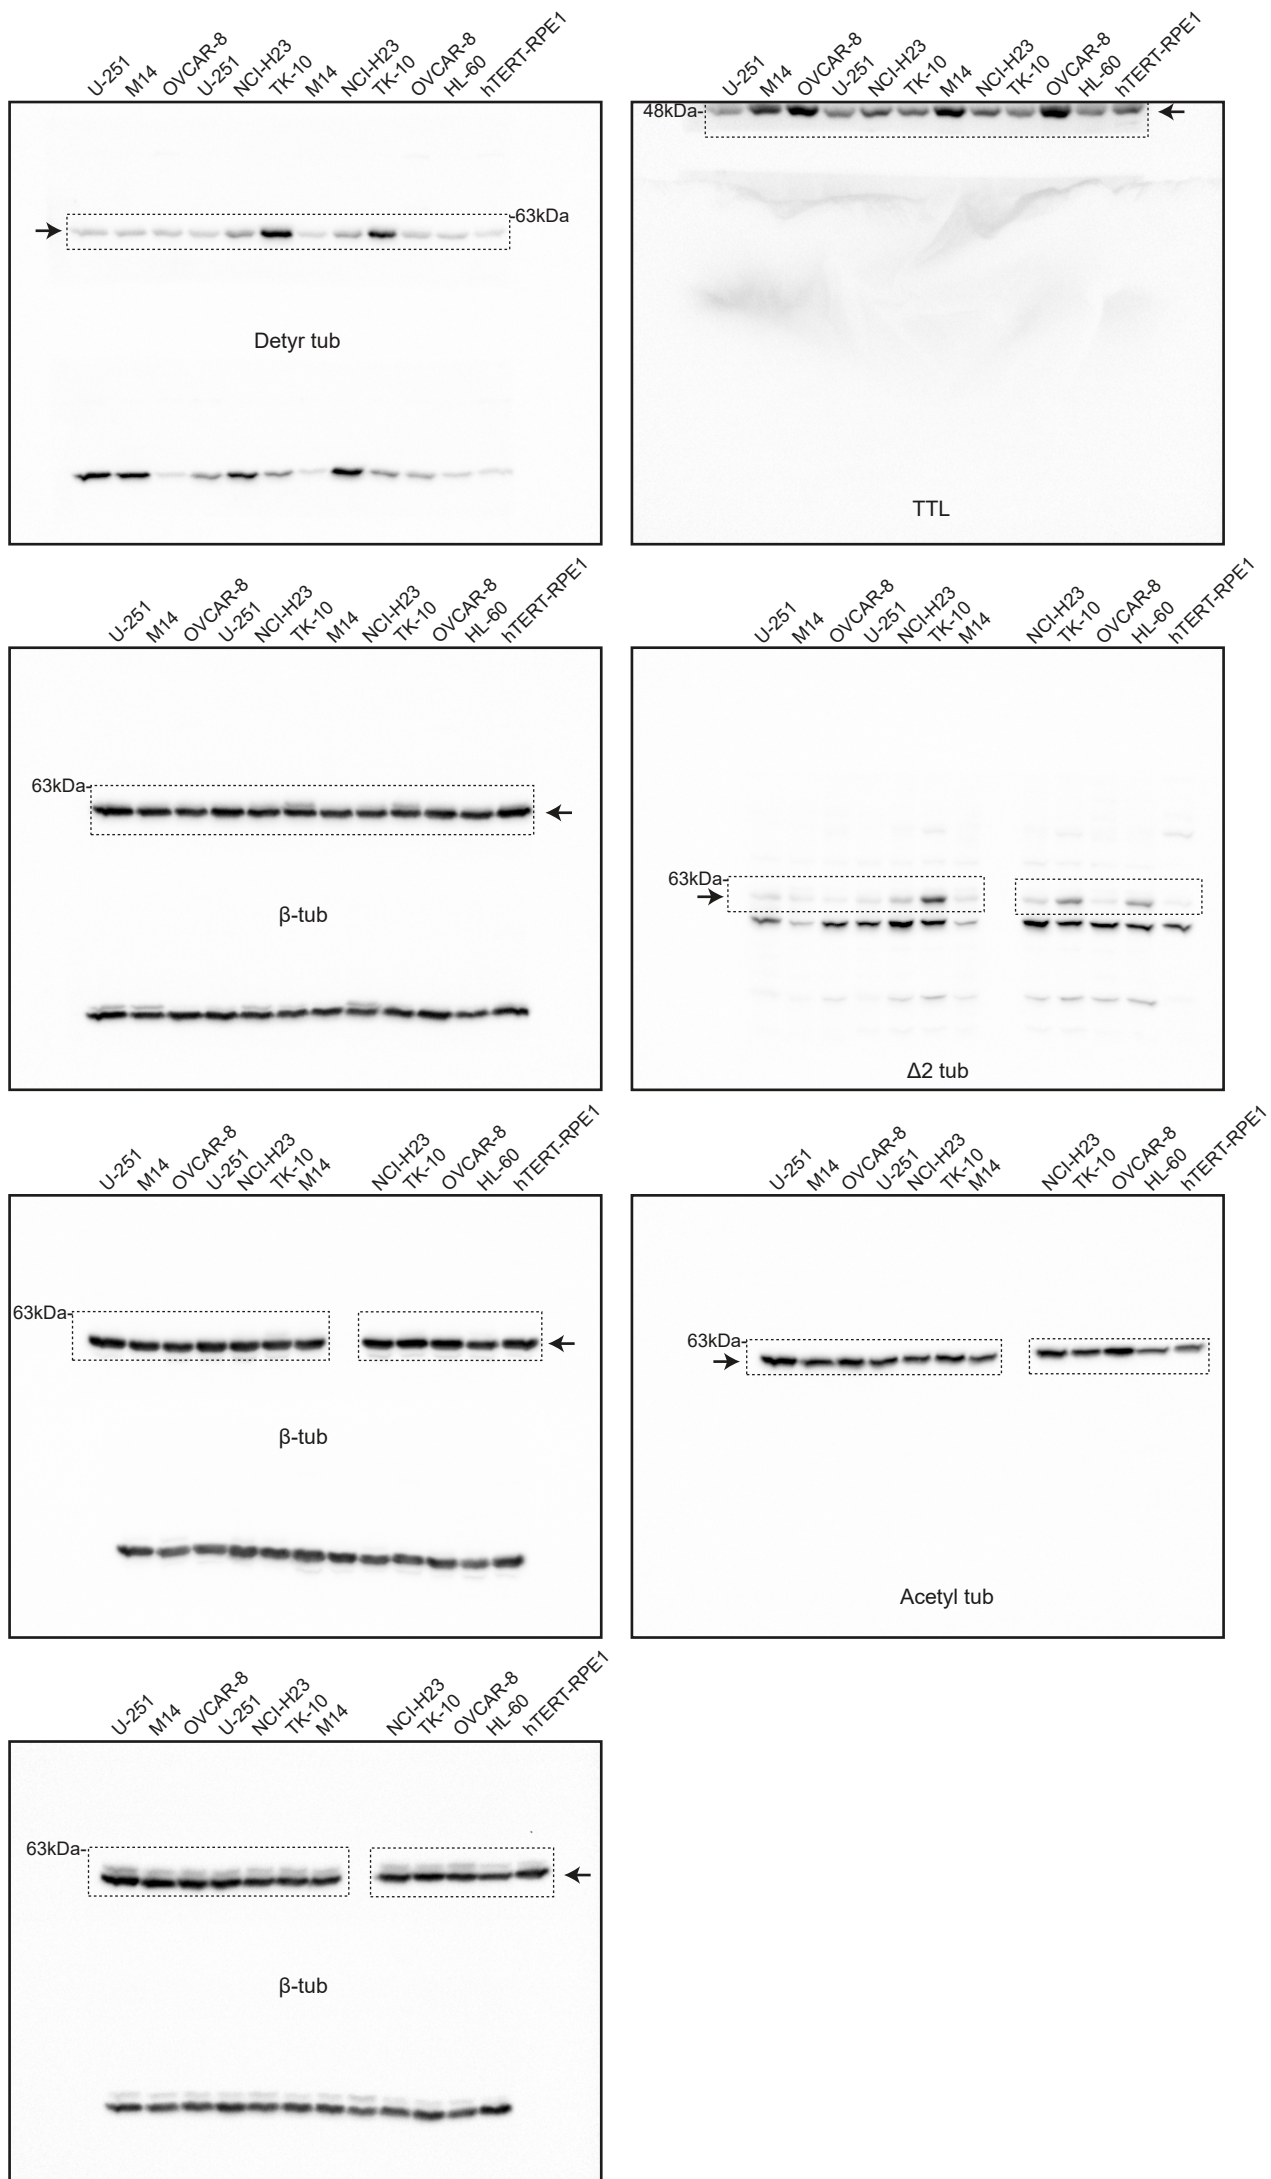 U-251 M14 OVCAR-8 U-251 NCI-H23 TK-10 M14 NCI-H23 TK-10 OVCAR-8 HL-60 hTERT-RPE1
-63kDa
Detyr tub
U-251 M14 OVCAR-8 U-251 NCI-H23 TK-10 M14 NCI-H23 TK-10 OVCAR-8 HL-60 hTERT-RPE1
48kDa-
TTL
U-251 M14 OVCAR-8 U-251 NCI-H23 TK-10 M14 NCI-H23 TK-10 OVCAR-8 HL-60 hTERT-RPE1
63kDa-
β-tub
U-251 M14 OVCAR-8 U-251 NCI-H23 TK-10 M14 NCI-H23 TK-10 OVCAR-8 HL-60 hTERT-RPE1
63kDa-
Δ2 tub
U-251 M14 OVCAR-8 U-251 NCI-H23 TK-10 M14 NCI-H23 TK-10 OVCAR-8 HL-60 hTERT-RPE1
63kDa-
β-tub
U-251 M14 OVCAR-8 U-251 NCI-H23 TK-10 M14 NCI-H23 TK-10 OVCAR-8 HL-60 hTERT-RPE1
63kDa-
Acetyl tub
U-251 M14 OVCAR-8 U-251 NCI-H23 TK-10 M14 NCI-H23 TK-10 OVCAR-8 HL-60 hTERT-RPE1
63kDa-
β-tub